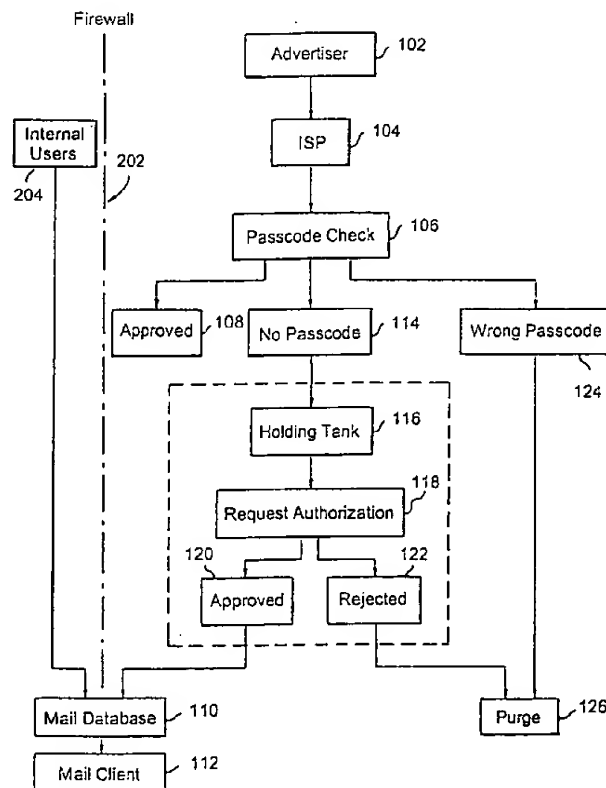 Firewall
Advertiser
102
Internal
Users
204
202
ISP
104
Passcode Check
106
Approved
108
No Passcode
114
Wrong Passcode
124
Holding Tank
116
Request Authorization
118
120
Approved
122
Rejected
Mail Database
110
Purge
126
Mail Client
112